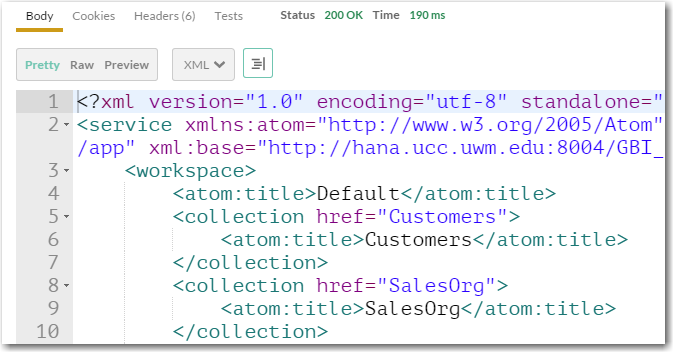 Body Cookies Headers (6) Tests Status 200 OK Time 190 ms
Pretty Raw Preview XML
1 <?xml version="1.0" encoding="utf-8" standalone="
2 <service xmlns:atom="http://www.w3.org/2005/Atom"
/app" xml:base="http://hana.ucc.uwm.edu:8004/GBI_
3 <workspace>
4 <atom:title>Default</atom:title>
5 <collection href="Customers">
6 <atom:title>Customers</atom:title>
7 </collection>
8 <collection href="SalesOrg">
9 <atom:title>SalesOrg</atom:title>
10 </collection>